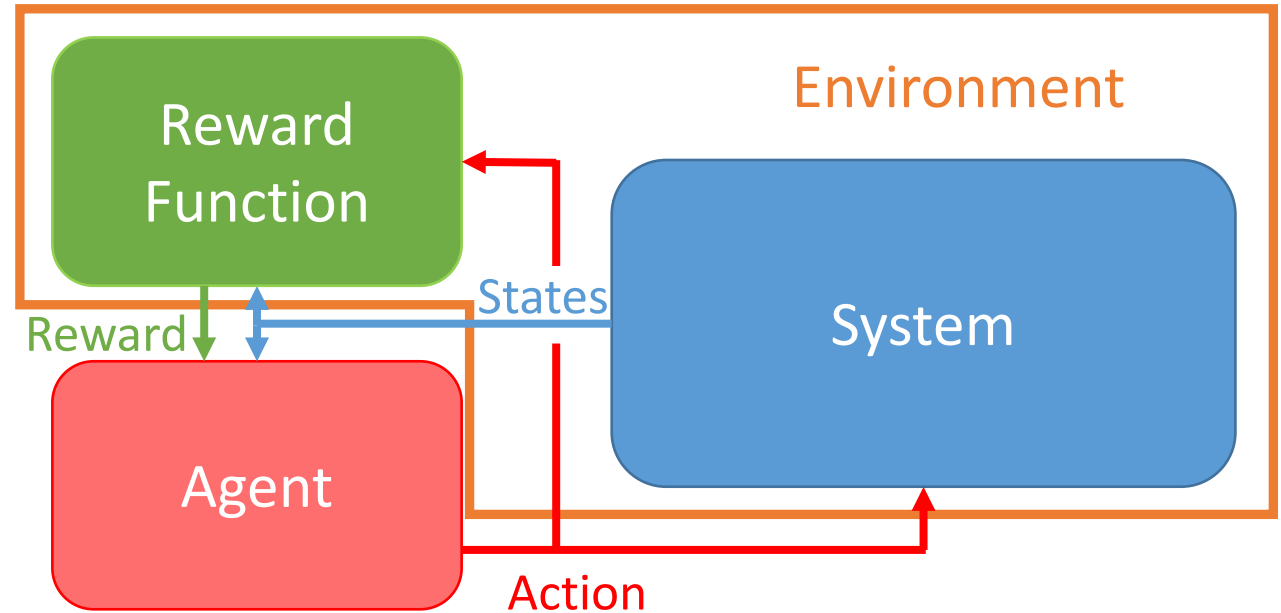 Environment
Reward
Function
States
System
Reward
Agent
Action